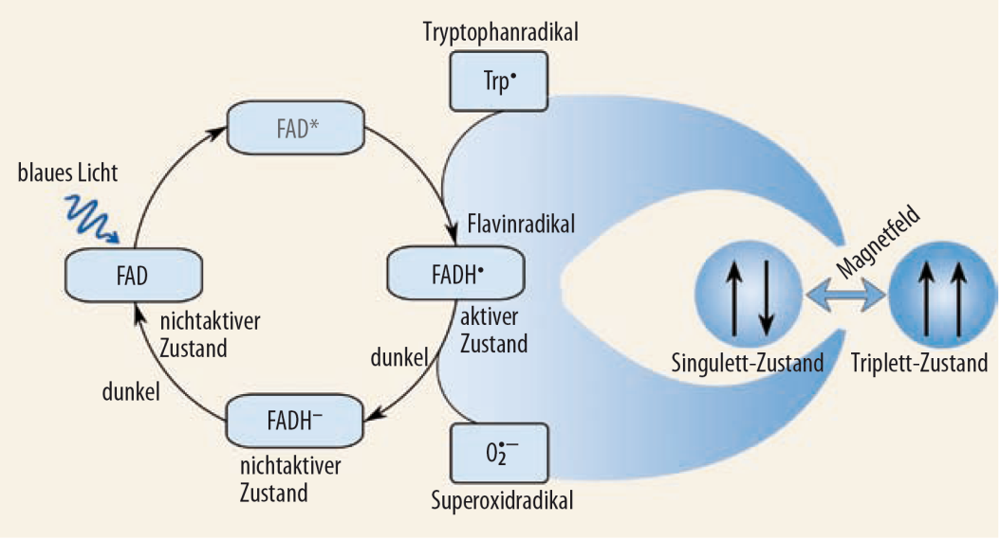 Tryptophanradikal
Trp•
FAD*
blaues Licht
Flavinradikal
Magnetfeld
FAD
FADH•
nichtaktiver
Zustand
aktiver
Zustand
dunkel
Singulett-Zustand
Triplett-Zustand
dunkel
FADH⁻
O₂•⁻
nichtaktiver
Zustand
Superoxidradikal